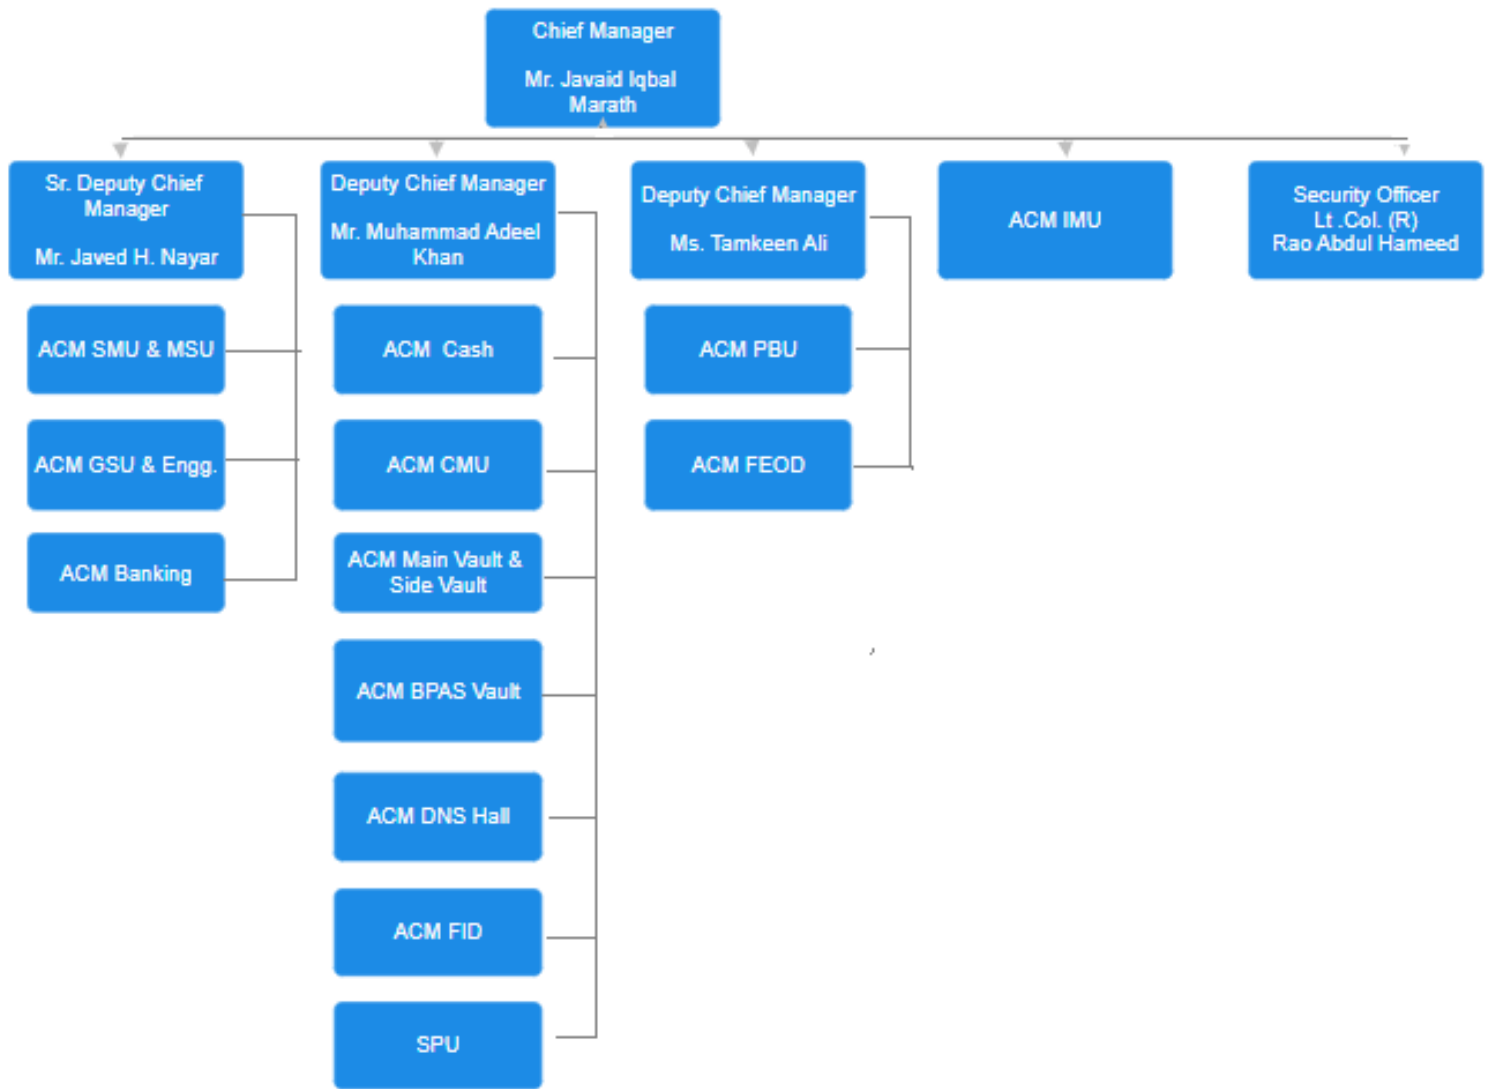 Chief Manager
Mr. Javaid Iqbal
Marath
Sr. Deputy Chief
Manager
Mr. Javed H. Nayar
Deputy Chief Manager
Mr. Muhammad Adeel
Khan
Deputy Chief Manager
Ms. Tamkeen Ali
ACM IMU
Security Officer
Lt .Col. (R)
Rao Abdul Hameed
ACM SMU & MSU
ACM GSU & Engg.
ACM Banking
ACM Cash
ACM CMU
ACM Main Vault &
Side Vault
ACM BPAS Vault
ACM DNS Hall
ACM FID
SPU
ACM PBU
ACM FEOD